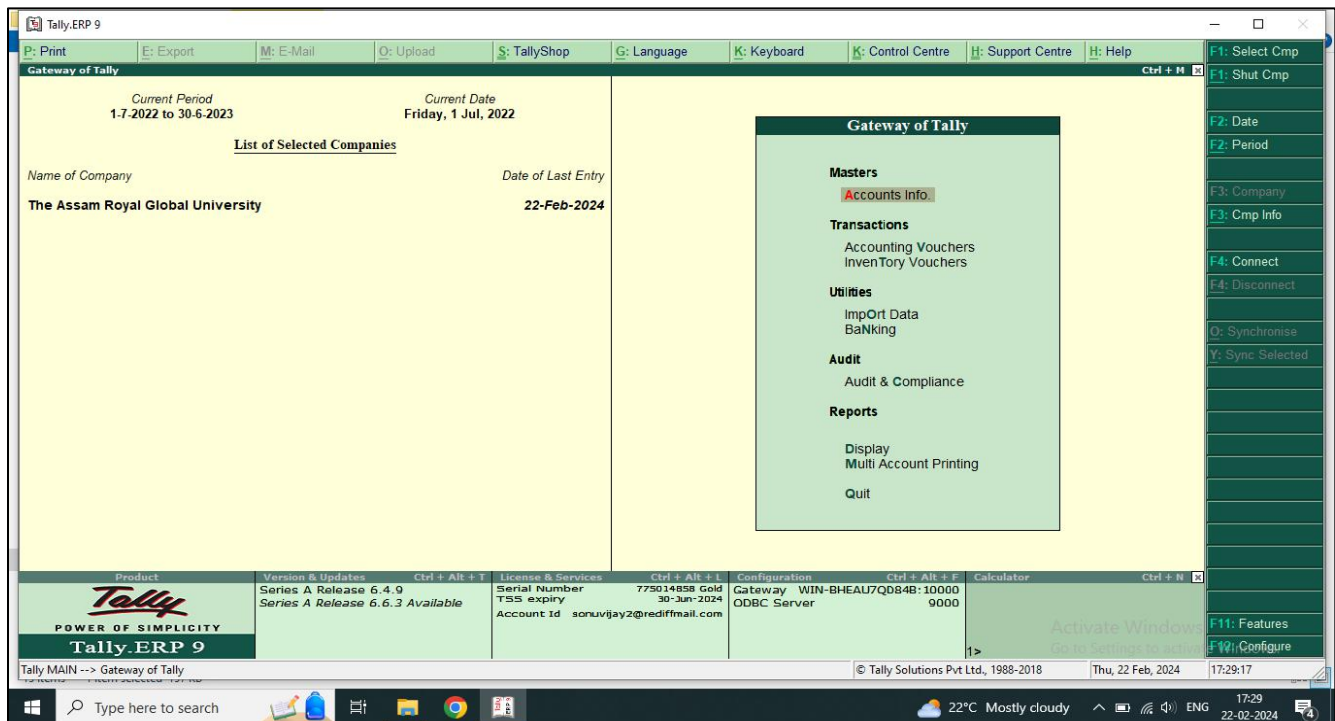 Tally.ERP 9
P: Print E: Export M: E-Mail O: Upload S: TallyShop G: Language K: Keyboard K: Control Centre H: Support Centre H: Help F1: Select Cmp
Gateway of Tally Ctrl + M F1: Shut Cmp
Current Period Current Date
1-7-2022 to 30-6-2023 Friday, 1 Jul, 2022
List of Selected Companies
Name of Company Date of Last Entry
The Assam Royal Global University 22-Feb-2024
Gateway of Tally
Masters
Accounts Info.
Transactions
Accounting Vouchers
InvenTory Vouchers
Utilities
ImpOrt Data
BaNking
Audit
Audit & Compliance
Reports
Display
Multi Account Printing
Quit
F2: Date
F2: Period
F3: Company
F3: Cmp Info
F4: Connect
F4: Disconnect
O: Synchronise
Y: Sync Selected
F11: Features
F12: Configure
Product
Tally
POWER OF SIMPLICITY
Tally.ERP 9
Version & Updates Ctrl + Alt + T
Series A Release 6.4.9
Series A Release 6.6.3 Available
License & Services Ctrl + Alt + L
Serial Number 775014858 Gold
TSS expiry 30-Jun-2024
Account Id sonuvijay2@rediffmail.com
Configuration Ctrl + Alt + F
Gateway WIN-BHEAU7QD84B:10000
ODBC Server 9000
Calculator Ctrl + N
1>
Activate Windows
Go to Settings to activate Windows.
Tally MAIN --> Gateway of Tally © Tally Solutions Pvt Ltd., 1988-2018 Thu, 22 Feb, 2024 17:29:17
Type here to search 22°C Mostly cloudy ENG 17:29
22-02-2024 4